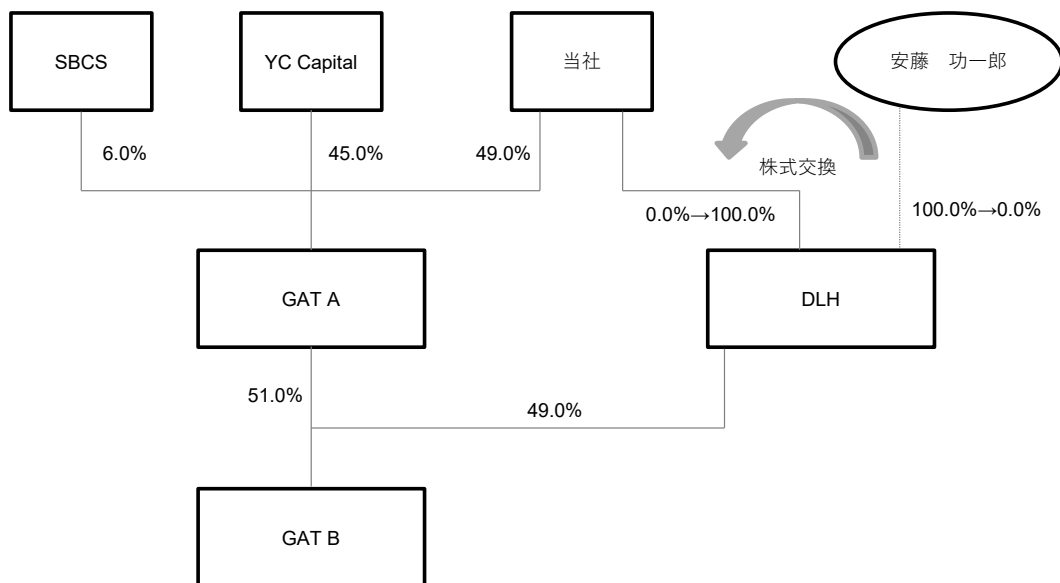 SBCS
YC Capital
当社
安藤　功一郎
6.0%
45.0%
49.0%
株式交換
0.0%→100.0%
100.0%→0.0%
GAT A
DLH
51.0%
49.0%
GAT B